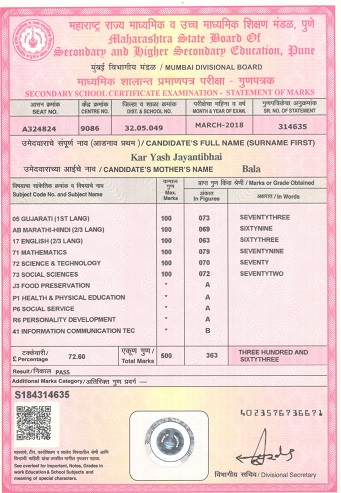 महाराष्ट्र राज्य माध्यमिक व उच्च माध्यमिक शिक्षण मंडळ, पुणे
Maharashtra State Board Of
Secondary and Higher Secondary Education, Pune
मुंबई विभागीय मंडळ / MUMBAI DIVISIONAL BOARD
माध्यमिक शालान्त प्रमाणपत्र परीक्षा - गुणपत्रक
SECONDARY SCHOOL CERTIFICATE EXAMINATION - STATEMENT OF MARKS
आसन क्रमांक केंद्र क्रमांक जिल्हा व शाळा क्रमांक परीक्षेचा महिना व वर्ष गुणपत्रिकेचा अनुक्रमांक
SEAT NO. CENTRE NO. DIST. & SCHOOL NO. MONTH & YEAR OF EXAM. SR. NO. OF STATEMENT
A324824 9086 32.05.049 MARCH-2018 314635
उमेदवाराचे संपूर्ण नाव (आडनाव प्रथम) / CANDIDATE'S FULL NAME (SURNAME FIRST)
Kar Yash Jayantibhai
उमेदवाराच्या आईचे नाव / CANDIDATE'S MOTHER'S NAME Bala
विषयाचा सांकेतिक क्रमांक व विषयाचे नाव
Subject Code No. and Subject Name
कमाल गुण
Max. Marks
प्राप्त गुण किंवा श्रेणी / Marks or Grade Obtained
अंकात
In Figures
अक्षरात / In Words
05 GUJARATI (1ST LANG) 100 073 SEVENTYTHREE
AB MARATHI-HINDI (2/3 LANG) 100 069 SIXTYNINE
17 ENGLISH (2/3 LANG) 100 063 SIXTYTHREE
71 MATHEMATICS 100 079 SEVENTYNINE
72 SCIENCE & TECHNOLOGY 100 070 SEVENTY
73 SOCIAL SCIENCES 100 072 SEVENTYTWO
J3 FOOD PRESERVATION * A
P1 HEALTH & PHYSICAL EDUCATION * A
P6 SOCIAL SERVICE * A
R6 PERSONALITY DEVELOPMENT * A
41 INFORMATION COMMUNICATION TEC * B
टक्केवारी/
£ Percentage 72.60
एकूण गुण/
Total Marks 500 363
THREE HUNDRED AND
SIXTYTHREE
Result/निकाल PASS
Additional Marks Category/अतिरिक्त गुण प्रवर्ग —
S184314635
4023576736671
See overleaf for Important, Notes, Grades in
work Education & School Subjects and
meaning of special characters.
विभागीय सचिव / Divisional Secretary